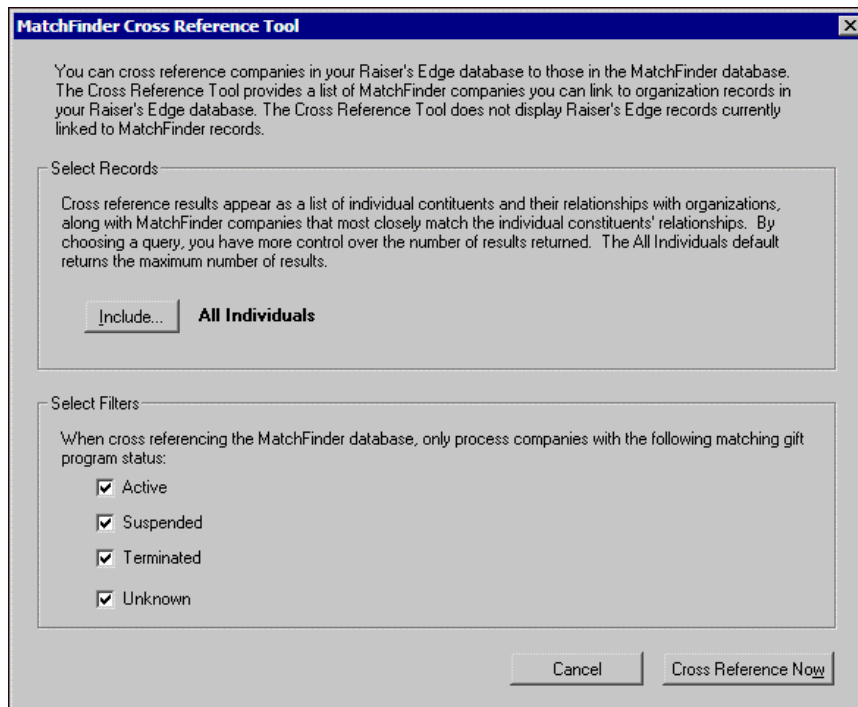 MatchFinder Cross Reference Tool
You can cross reference companies in your Raiser's Edge database to those in the MatchFinder database.
The Cross Reference Tool provides a list of MatchFinder companies you can link to organization records in
your Raiser's Edge database. The Cross Reference Tool does not display Raiser's Edge records currently
linked to MatchFinder records.
Select Records
Cross reference results appear as a list of individual contituents and their relationships with organizations,
along with MatchFinder companies that most closely match the individual constituents' relationships. By
choosing a query, you have more control over the number of results returned. The All Individuals default
returns the maximum number of results.
Include... All Individuals
Select Filters
When cross referencing the MatchFinder database, only process companies with the following matching gift
program status:
Active
Suspended
Terminated
Unknown
Cancel Cross Reference Now